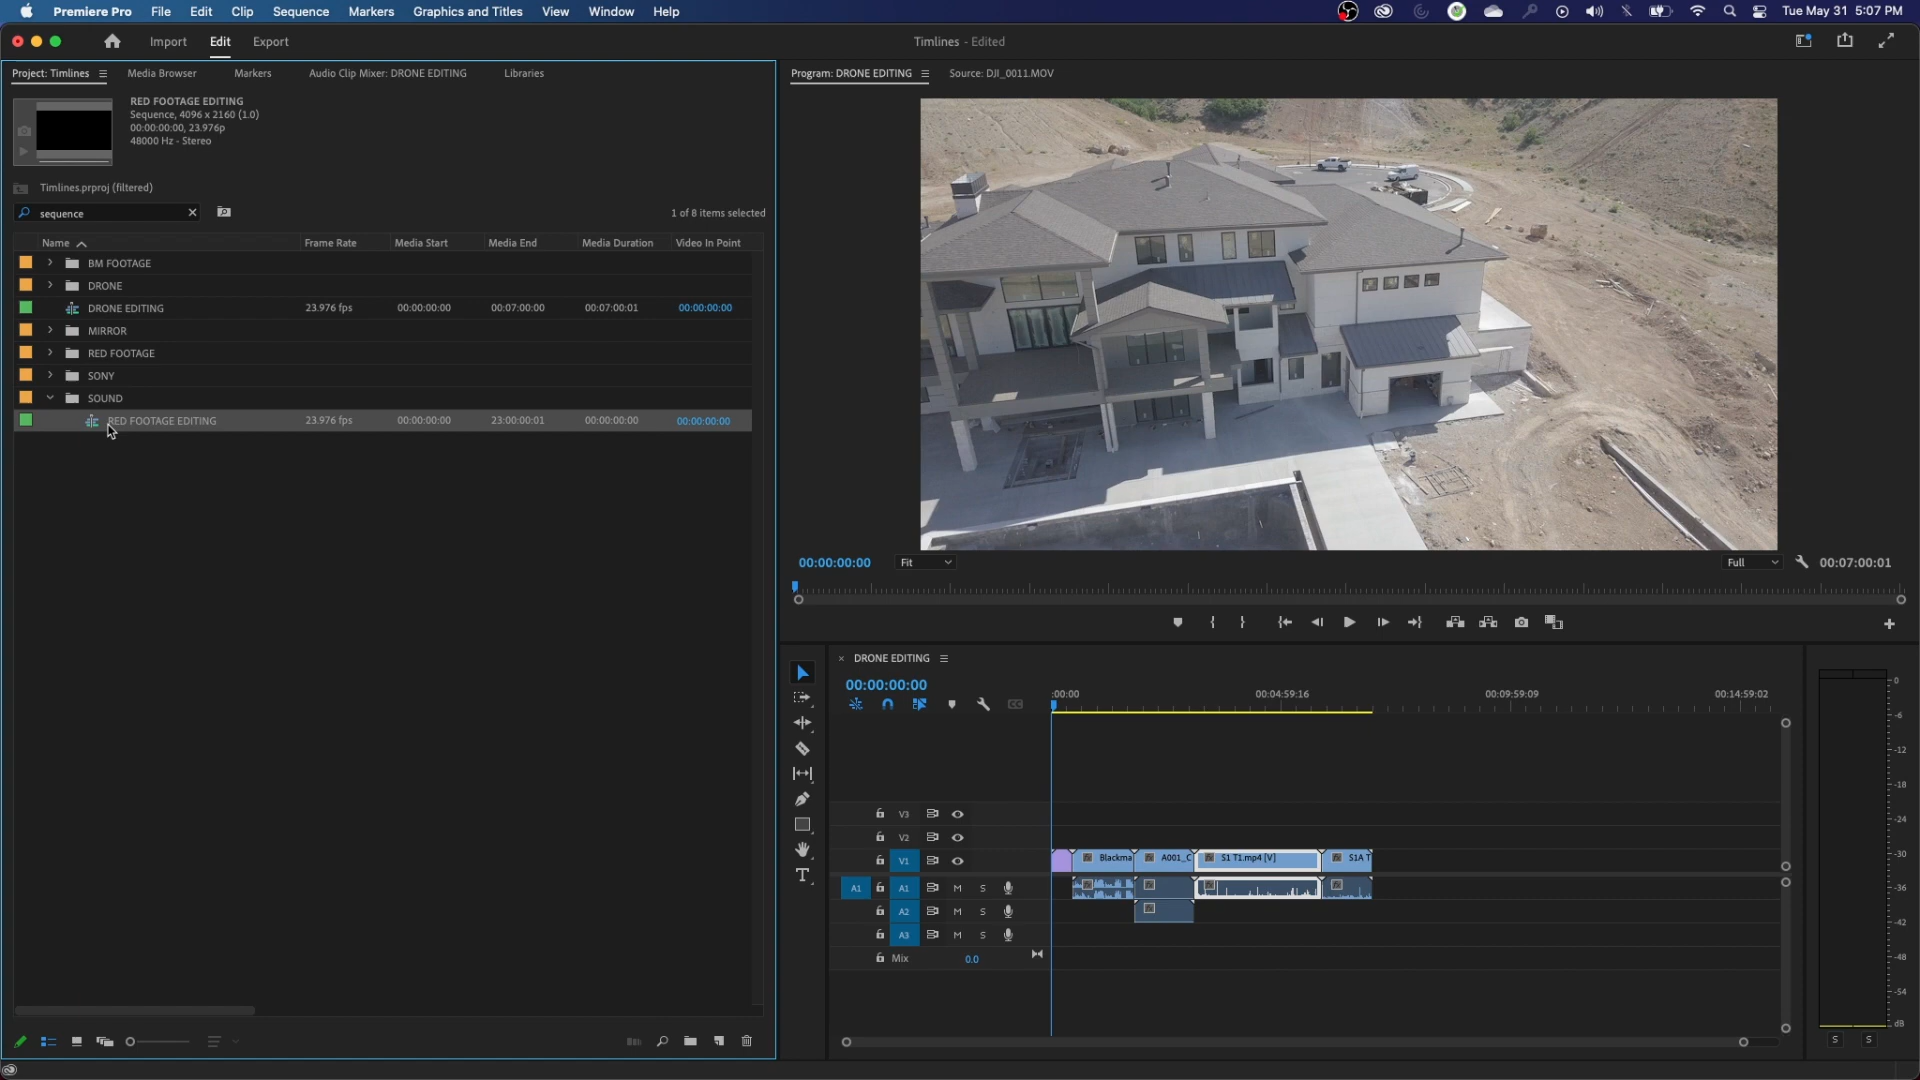 Premiere Pro File Edit Clip Sequence Markers Graphics and Titles View Window Help Tue May 31 5:07 PM
Import Edit Export Timlines - Edited
Project: Timlines Media Browser Markers Audio Clip Mixer: DRONE EDITING Libraries
RED FOOTAGE EDITING
Sequence, 4096 x 2160 (1.0)
00:00:00:00, 23.976p
48000 Hz - Stereo
Timlines.prproj (filtered)
sequence 1 of 8 items selected
Name Frame Rate Media Start Media End Media Duration Video In Point
BM FOOTAGE
DRONE
DRONE EDITING 23.976 fps 00:00:00:00 00:07:00:00 00:07:00:01 00:00:00:00
MIRROR
RED FOOTAGE
SONY
SOUND
RED FOOTAGE EDITING 23.976 fps 00:00:00:00 23:00:00:01 00:00:00:00 00:00:00:00
Program: DRONE EDITING Source: DJI_0011.MOV
00:00:00:00 Fit Full 00:07:00:01
DRONE EDITING
00:00:00:00
:00:00 00:04:59:16 00:09:59:09 00:14:59:02
V3
V2
V1 Blackma A001_C S1 T1.mp4 [V] S1A T
A1 A1 M S
A2 M S
A3 M S
Mix 0.0
0
-6
-12
-18
-24
-30
-36
-42
-48
-54
dB
S S